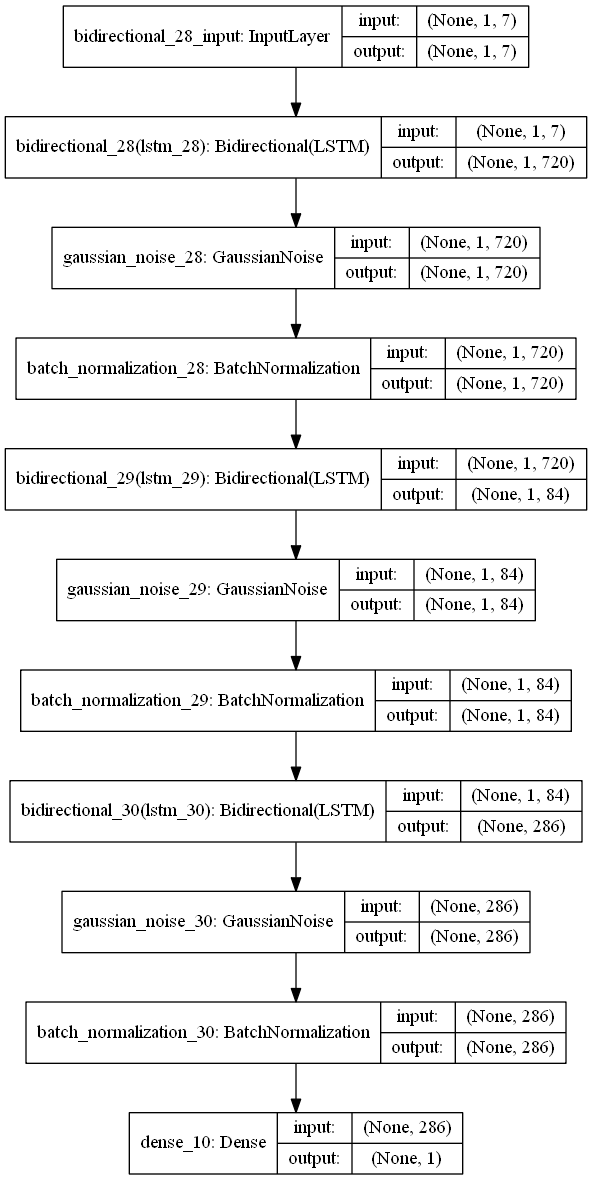 bidirectional_28_input: InputLayer
input: (None, 1, 7)
output: (None, 1, 7)
bidirectional_28(lstm_28): Bidirectional(LSTM)
input: (None, 1, 7)
output: (None, 1, 720)
gaussian_noise_28: GaussianNoise
input: (None, 1, 720)
output: (None, 1, 720)
batch_normalization_28: BatchNormalization
input: (None, 1, 720)
output: (None, 1, 720)
bidirectional_29(lstm_29): Bidirectional(LSTM)
input: (None, 1, 720)
output: (None, 1, 84)
gaussian_noise_29: GaussianNoise
input: (None, 1, 84)
output: (None, 1, 84)
batch_normalization_29: BatchNormalization
input: (None, 1, 84)
output: (None, 1, 84)
bidirectional_30(lstm_30): Bidirectional(LSTM)
input: (None, 1, 84)
output: (None, 286)
gaussian_noise_30: GaussianNoise
input: (None, 286)
output: (None, 286)
batch_normalization_30: BatchNormalization
input: (None, 286)
output: (None, 286)
dense_10: Dense
input: (None, 286)
output: (None, 1)